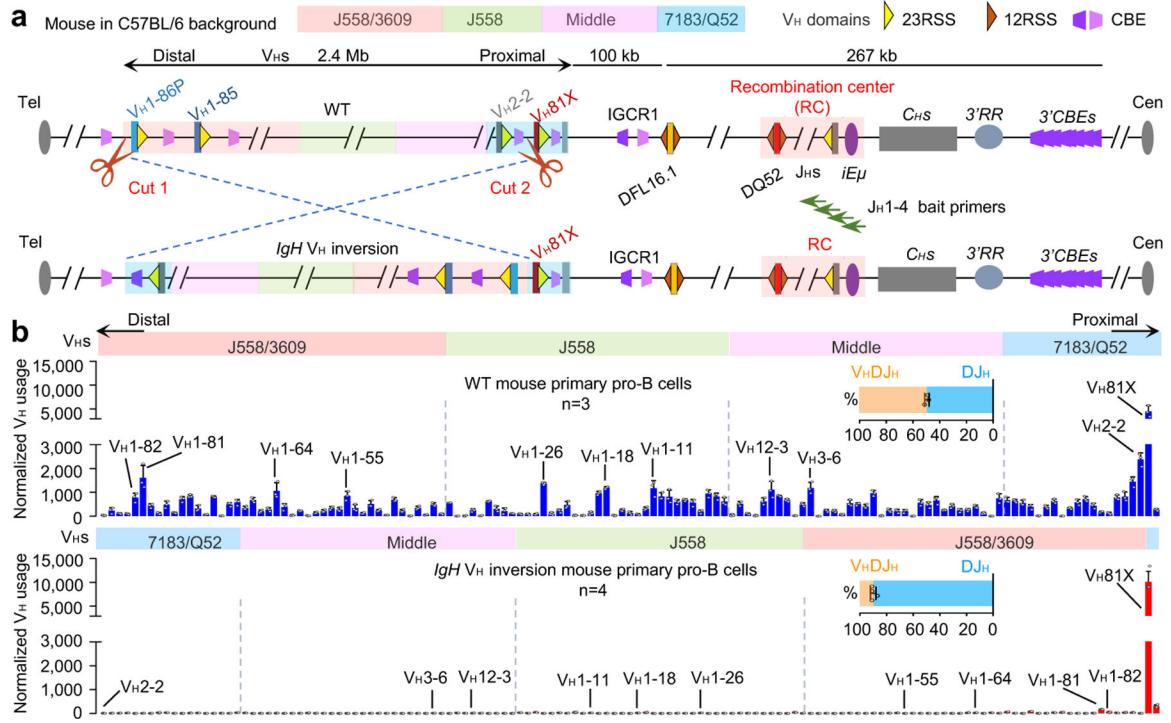 a
Mouse in C57BL/6 background
J558/3609 J558 Middle 7183/Q52
VH domains 23RSS 12RSS CBE
Distal VHs 2.4 Mb Proximal 100 kb 267 kb
Tel VH1-86P VH1-85 WT VH2-2 VH81X IGCR1 Recombination center (RC) CHs 3'RR 3'CBEs Cen
Cut 1 Cut 2 DFL16.1 DQ52 JHs iEμ
JH1-4 bait primers
Tel IgH VH inversion VH81X IGCR1 RC CHs 3'RR 3'CBEs Cen
b
Distal Proximal
VHs J558/3609 J558 Middle 7183/Q52
Normalized VH usage
15,000
10,000
5,000
3,000
2,000
1,000
0
WT mouse primary pro-B cells
n=3
VHDJH DJH
%
100 80 60 40 20 0
VH81X
VH2-2
VH1-82 VH1-81 VH1-64 VH1-55 VH1-26 VH1-18 VH1-11 VH12-3 VH3-6
VHs 7183/Q52 Middle J558 J558/3609
Normalized VH usage
15,000
10,000
5,000
3,000
2,000
1,000
0
IgH VH inversion mouse primary pro-B cells
n=4
VHDJH DJH
%
100 80 60 40 20 0
VH81X
VH2-2 VH3-6 VH12-3 VH1-11 VH1-18 VH1-26 VH1-55 VH1-64 VH1-81 VH1-82